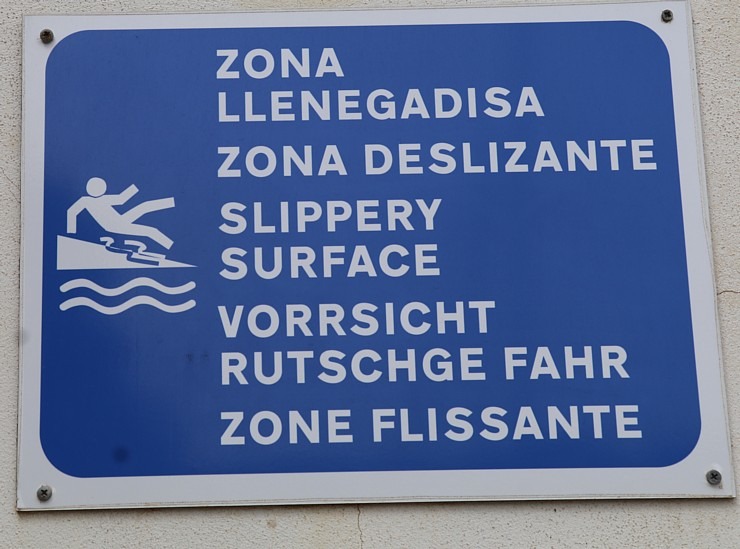 ZONA
LLENEGADISA
ZONA DESLIZANTE
SLIPPERY
SURFACE
VORRSICHT
RUTSCHGE FAHR
ZONE FLISSANTE